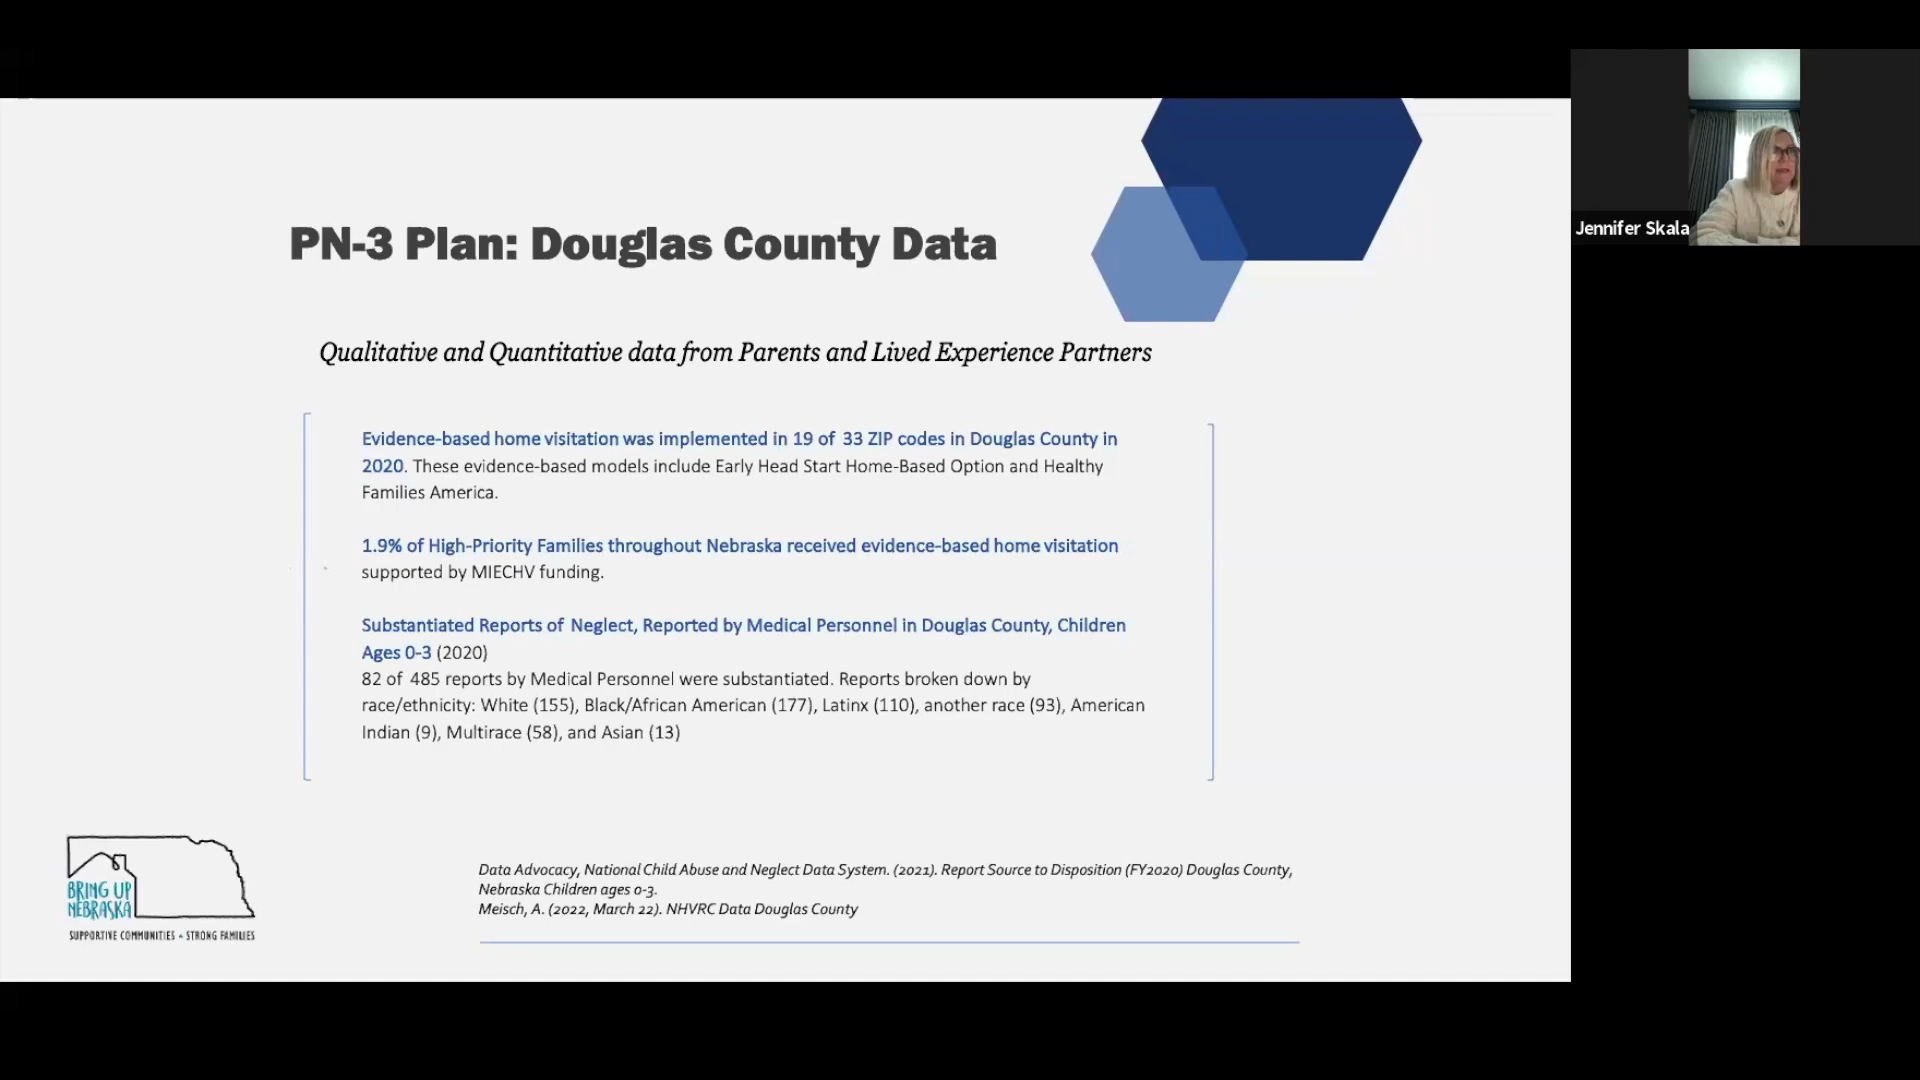 PN-3 Plan: Douglas County Data
Jennifer Skala
Qualitative and Quantitative data from Parents and Lived Experience Partners
Evidence-based home visitation was implemented in 19 of 33 ZIP codes in Douglas County in
2020. These evidence-based models include Early Head Start Home-Based Option and Healthy
Families America.
1.9% of High-Priority Families throughout Nebraska received evidence-based home visitation
supported by MIECHV funding.
Substantiated Reports of Neglect, Reported by Medical Personnel in Douglas County, Children
Ages 0-3 (2020)
82 of 485 reports by Medical Personnel were substantiated. Reports broken down by
race/ethnicity: White (155), Black/African American (177), Latinx (110), another race (93), American
Indian (9), Multirace (58), and Asian (13)
BRING UP
NEBRASKA
SUPPORTIVE COMMUNITIES • STRONG FAMILIES
Data Advocacy, National Child Abuse and Neglect Data System. (2021). Report Source to Disposition (FY2020) Douglas County,
Nebraska Children ages 0-3.
Meisch, A. (2022, March 22). NHVRC Data Douglas County